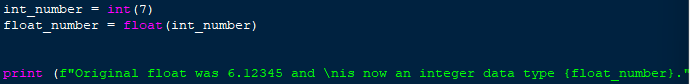 int_number = int(7)
float_number = float(int_number)
print (f"Original float was 6.12345 and \nis now an integer data type {float_number}."